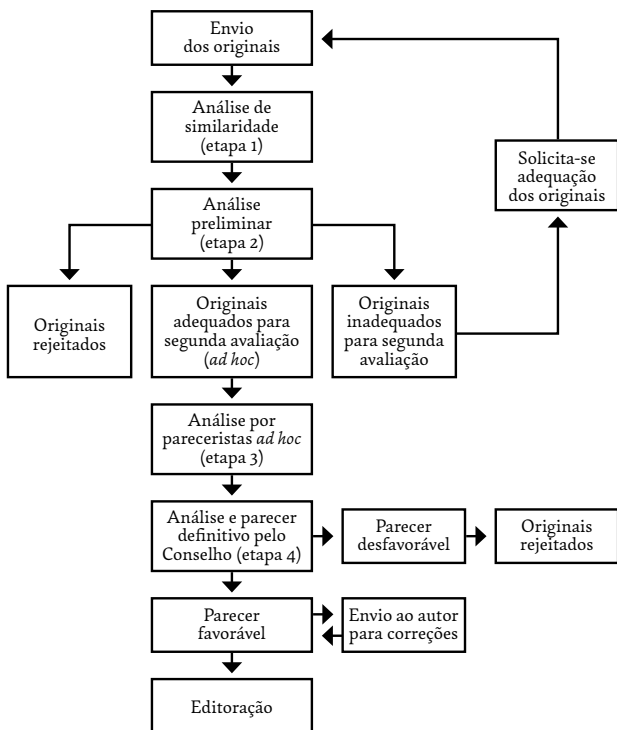 Envio
dos originais
Análise de
similaridade
(etapa 1)
Solicita-se
adequação
dos originais
Análise
preliminar
(etapa 2)
Originais
rejeitados
Originais
adequados para
segunda avaliação
(ad hoc)
Originais
inadequados
para segunda
avaliação
Análise por
pareceristas ad hoc
(etapa 3)
Análise e parecer
definitivo pelo
Conselho (etapa 4)
Parecer
desfavorável
Originais
rejeitados
Parecer
favorável
Envio ao autor
para correções
Editoração